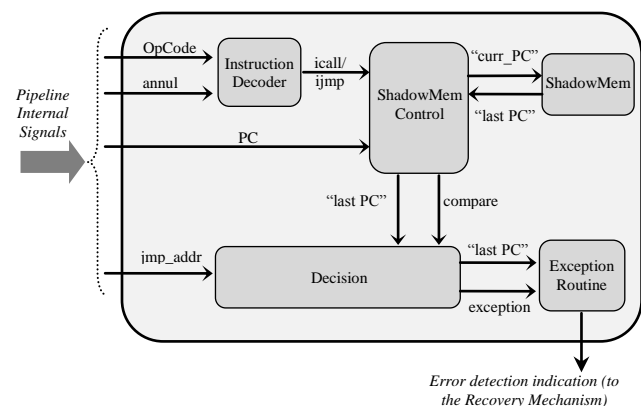 OpCode
annul
Pipeline
Internal
Signals
PC
jmp_addr
Instruction
Decoder
icall/
ijmp
ShadowMem
Control
“curr_PC”
“last PC”
ShadowMem
“last PC”
compare
Decision
“last PC”
exception
Exception
Routine
Error detection indication (to
the Recovery Mechanism)